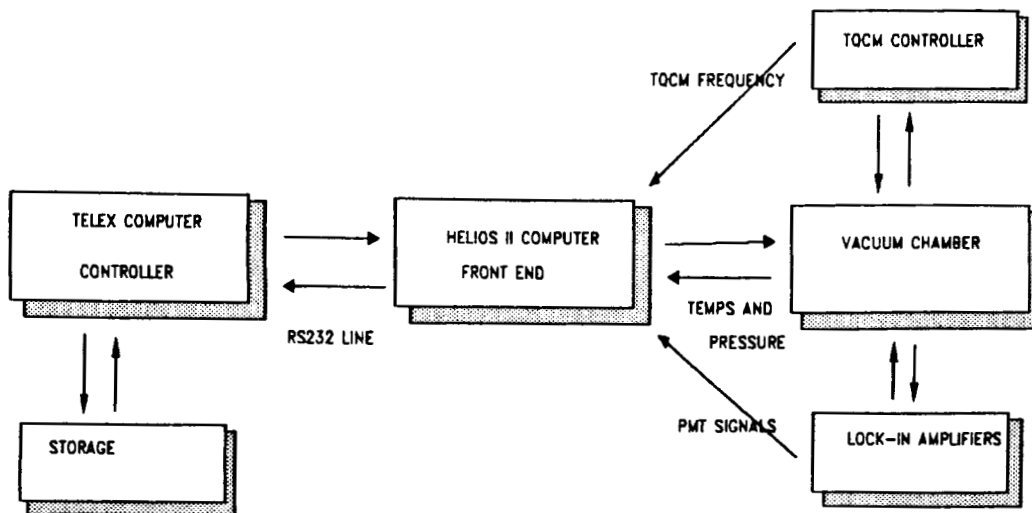 TQCM CONTROLLER
TQCM FREQUENCY
TELEX COMPUTER
CONTROLLER
HELIOS II COMPUTER
FRONT END
VACUUM CHAMBER
TEMPS AND
PRESSURE
RS232 LINE
PMT SIGNALS
STORAGE
LOCK-IN AMPLIFIERS